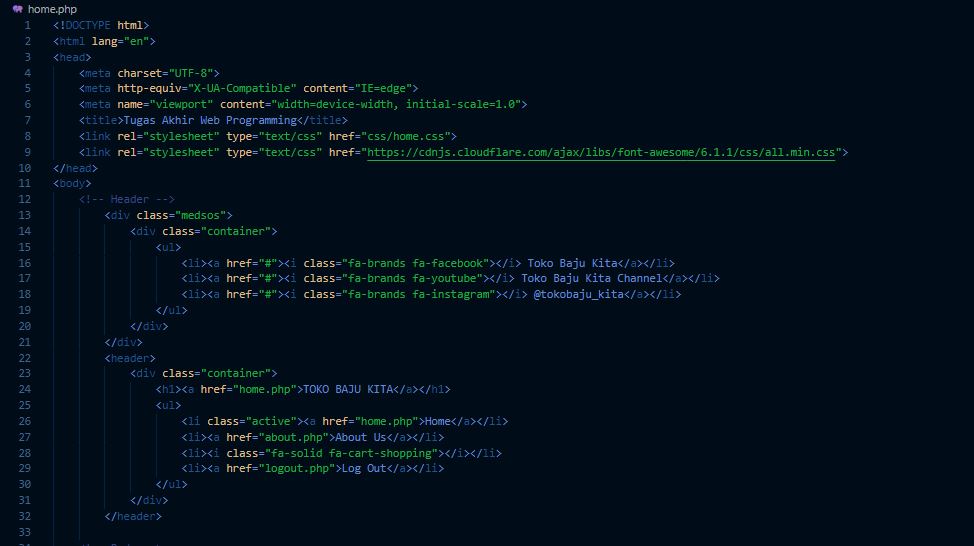 home.php
1 <!DOCTYPE html>
2 <html lang="en">
3 <head>
4 <meta charset="UTF-8">
5 <meta http-equiv="X-UA-Compatible" content="IE=edge">
6 <meta name="viewport" content="width=device-width, initial-scale=1.0">
7 <title>Tugas Akhir Web Programming</title>
8 <link rel="stylesheet" type="text/css" href="css/home.css">
9 <link rel="stylesheet" type="text/css" href="https://cdnjs.cloudflare.com/ajax/libs/font-awesome/6.1.1/css/all.min.css">
10 </head>
11 <body>
12 <!-- Header -->
13 <div class="medsos">
14 <div class="container">
15 <ul>
16 <li><a href="#"><i class="fa-brands fa-facebook"></i> Toko Baju Kita</a></li>
17 <li><a href="#"><i class="fa-brands fa-youtube"></i> Toko Baju Kita Channel</a></li>
18 <li><a href="#"><i class="fa-brands fa-instagram"></i> @tokobaju_kita</a></li>
19 </ul>
20 </div>
21 </div>
22 <header>
23 <div class="container">
24 <h1><a href="home.php">TOKO BAJU KITA</a></h1>
25 <ul>
26 <li class="active"><a href="home.php">Home</a></li>
27 <li><a href="about.php">About Us</a></li>
28 <li><i class="fa-solid fa-cart-shopping"></i></li>
29 <li><a href="logout.php">Log Out</a></li>
30 </ul>
31 </div>
32 </header>
33